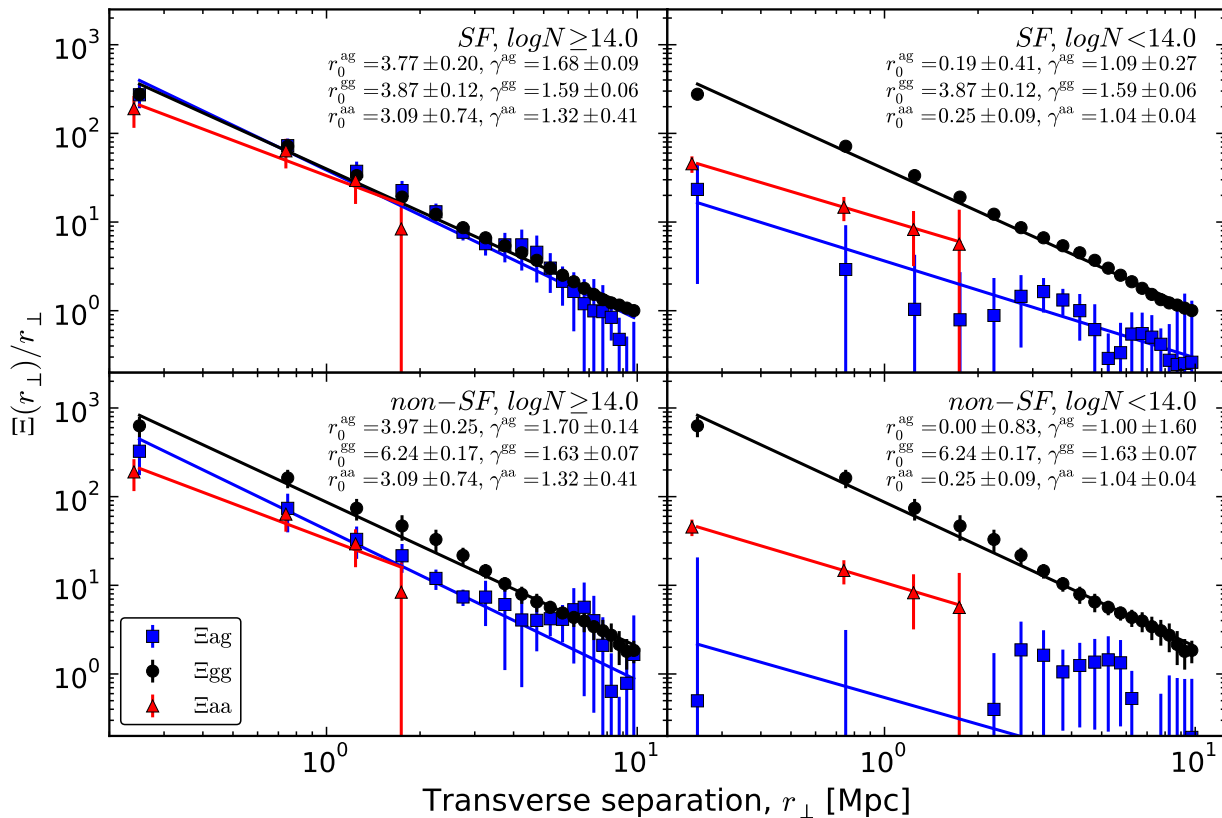 SF, logN ≥14.0
r₀ᵃᵍ =3.77±0.20, γᵃᵍ =1.68±0.09
r₀ᵍᵍ =3.87±0.12, γᵍᵍ =1.59±0.06
r₀ᵃᵃ =3.09±0.74, γᵃᵃ =1.32±0.41
SF, logN <14.0
r₀ᵃᵍ =0.19±0.41, γᵃᵍ =1.09±0.27
r₀ᵍᵍ =3.87±0.12, γᵍᵍ =1.59±0.06
r₀ᵃᵃ =0.25±0.09, γᵃᵃ =1.04±0.04
10³
10²
10¹
10⁰
Ξ(r⊥)/r⊥
non−SF, logN ≥14.0
r₀ᵃᵍ =3.97±0.25, γᵃᵍ =1.70±0.14
r₀ᵍᵍ =6.24±0.17, γᵍᵍ =1.63±0.07
r₀ᵃᵃ =3.09±0.74, γᵃᵃ =1.32±0.41
non−SF, logN <14.0
r₀ᵃᵍ =0.00±0.83, γᵃᵍ =1.00±1.60
r₀ᵍᵍ =6.24±0.17, γᵍᵍ =1.63±0.07
r₀ᵃᵃ =0.25±0.09, γᵃᵃ =1.04±0.04
10³
10²
10¹
10⁰
Ξag
Ξgg
Ξaa
10⁰ 10¹ 10⁰ 10¹
Transverse separation, r⊥ [Mpc]